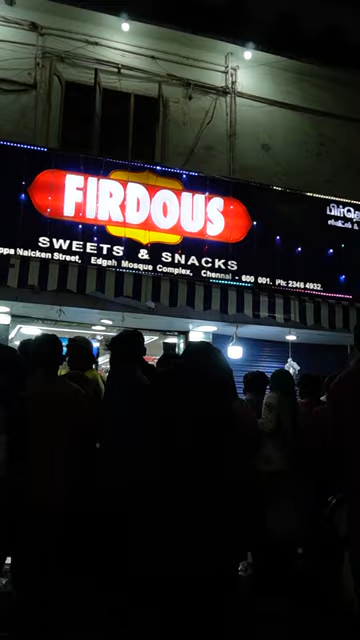 FIRDOUS
SWEETS & SNACKS
Naicken Street, Edgah Mosque Complex, Chennai - 600 001. Ph: 2346 4932.